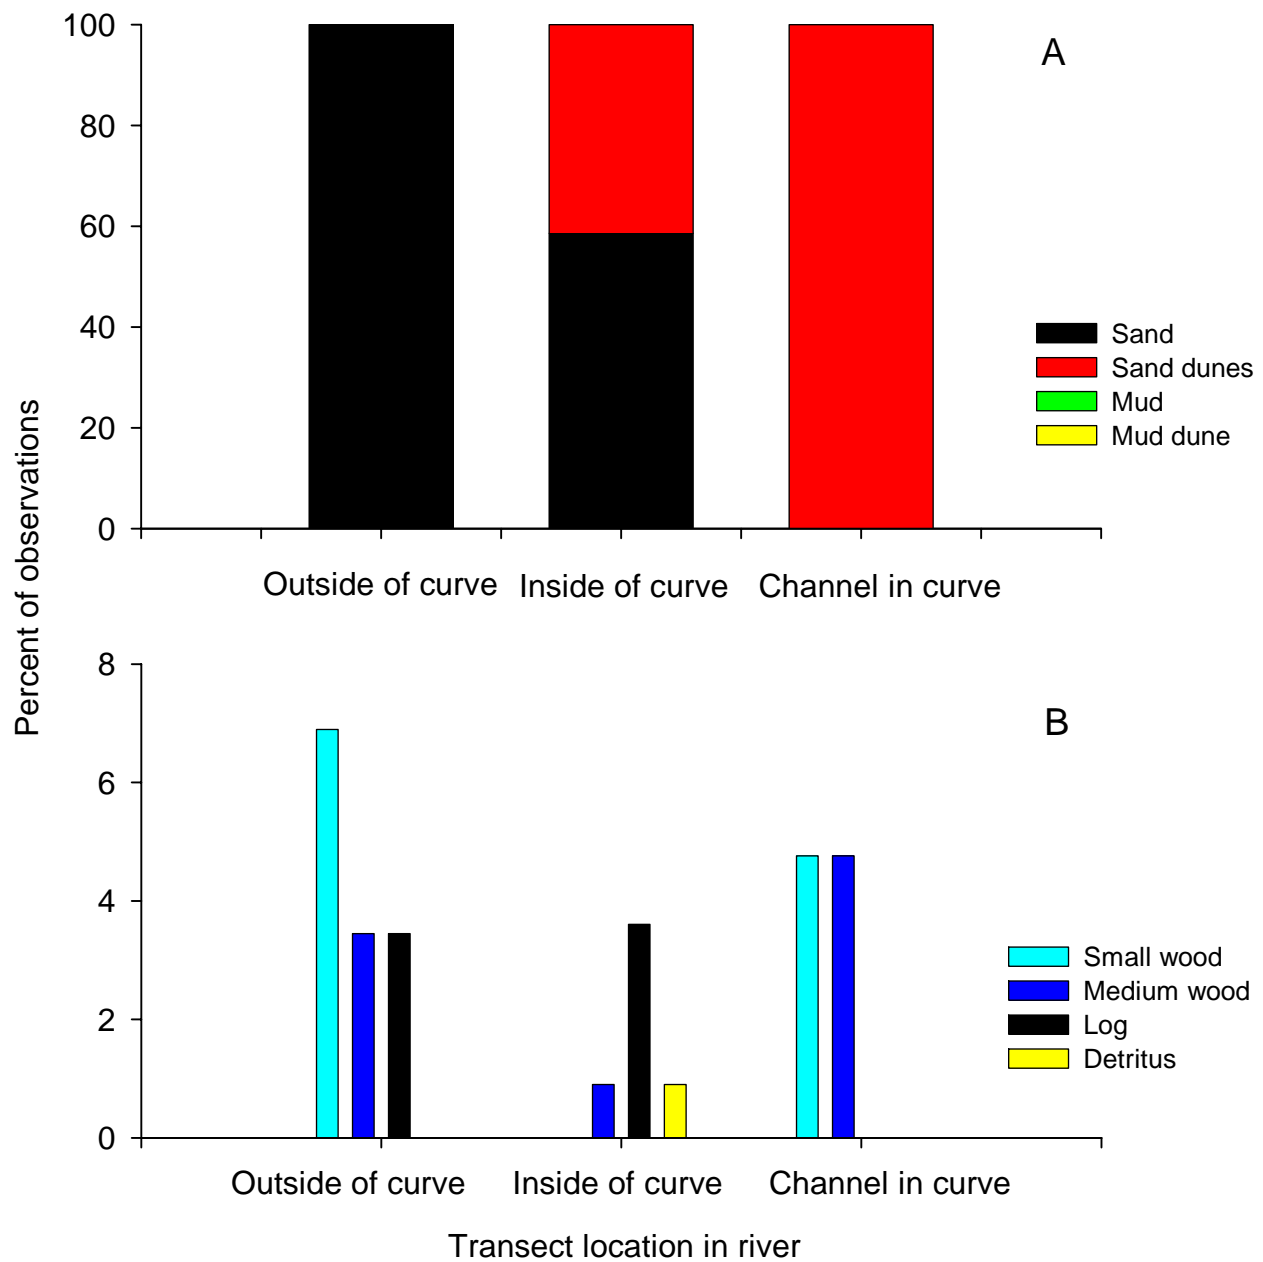 100
80
60
40
20
0
A
Sand
Sand dunes
Mud
Mud dune
Outside of curve Inside of curve Channel in curve
Percent of observations
8
6
4
2
0
B
Small wood
Medium wood
Log
Detritus
Outside of curve Inside of curve Channel in curve
Transect location in river